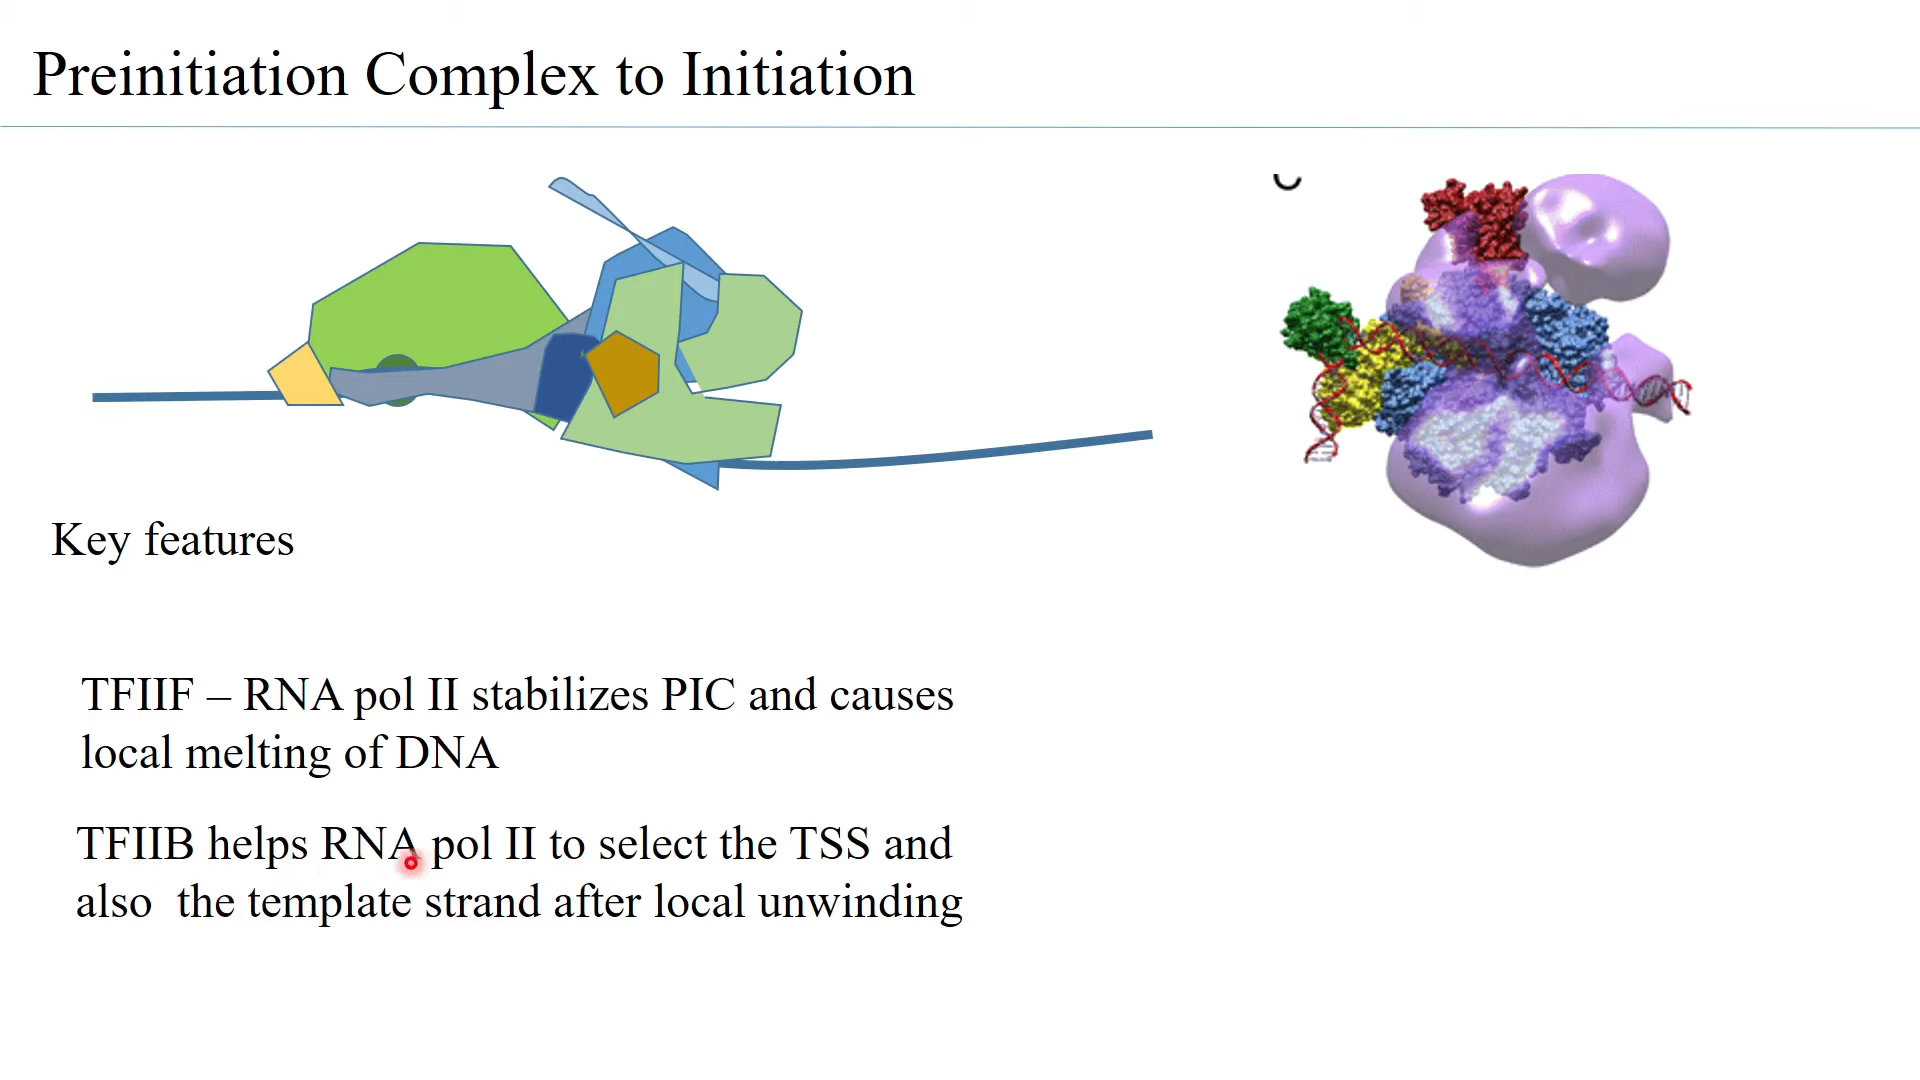 Preinitiation Complex to Initiation
Key features
TFIIF – RNA pol II stabilizes PIC and causes
local melting of DNA
TFIIB helps RNA pol II to select the TSS and
also the template strand after local unwinding